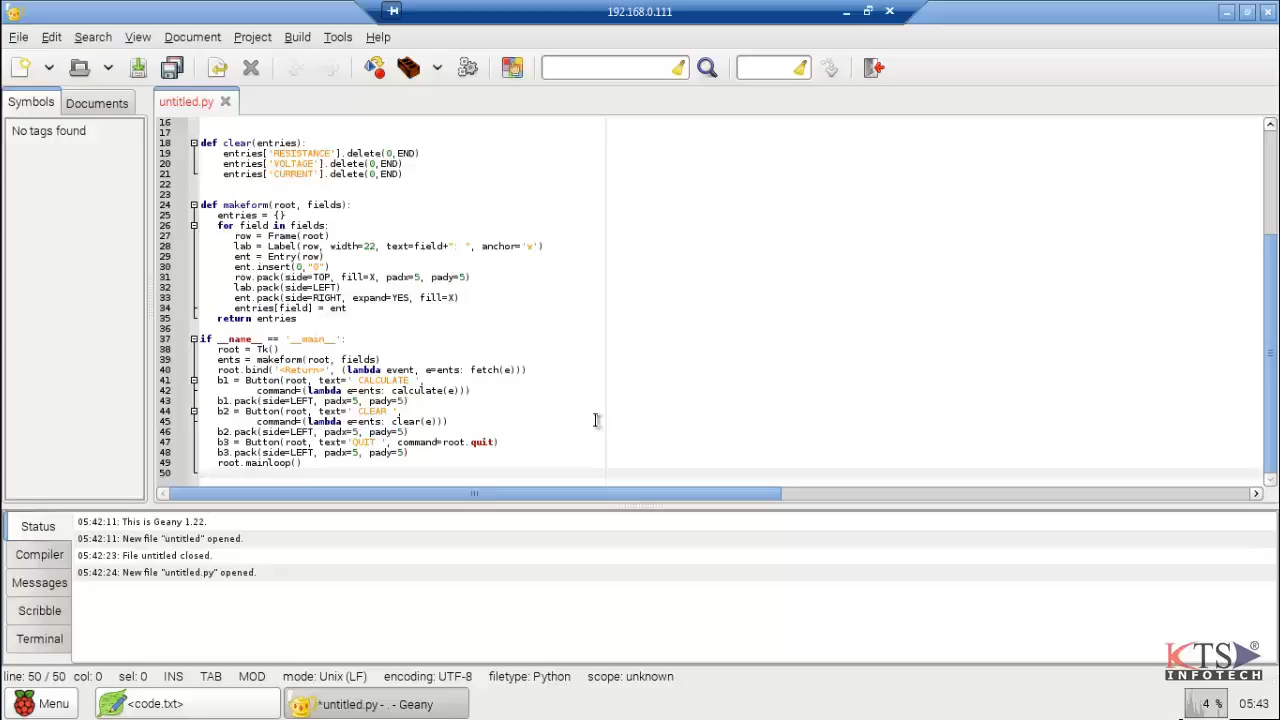 192.168.0.111
File Edit Search View Document Project Build Tools Help
Symbols Documents untitled.py
No tags found
16
17
18 def clear(entries):
19 entries['RESISTANCE'].delete(0,END)
20 entries['VOLTAGE'].delete(0,END)
21 entries['CURRENT'].delete(0,END)
22
23
24 def makeform(root, fields):
25 entries = {}
26 for field in fields:
27 row = Frame(root)
28 lab = Label(row, width=22, text=field+": ", anchor='w')
29 ent = Entry(row)
30 ent.insert(0,"0")
31 row.pack(side=TOP, fill=X, padx=5, pady=5)
32 lab.pack(side=LEFT)
33 ent.pack(side=RIGHT, expand=YES, fill=X)
34 entries[field] = ent
35 return entries
36
37 if __name__ == '__main__':
38 root = Tk()
39 ents = makeform(root, fields)
40 root.bind('<Return>', (lambda event, e=ents: fetch(e)))
41 b1 = Button(root, text=' CALCULATE ',
42 command=(lambda e=ents: calculate(e)))
43 b1.pack(side=LEFT, padx=5, pady=5)
44 b2 = Button(root, text=' CLEAR ',
45 command=(lambda e=ents: clear(e)))
46 b2.pack(side=LEFT, padx=5, pady=5)
47 b3 = Button(root, text='QUIT ', command=root.quit)
48 b3.pack(side=LEFT, padx=5, pady=5)
49 root.mainloop()
50
Status
Compiler
Messages
Scribble
Terminal
05:42:11: This is Geany 1.22.
05:42:11: New file "untitled" opened.
05:42:23: File untitled closed.
05:42:24: New file "untitled.py" opened.
KTS
INFOTECH
line: 50 / 50 col: 0 sel: 0 INS TAB MOD mode: Unix (LF) encoding: UTF-8 filetype: Python scope: unknown
Menu <code.txt> *untitled.py - . - Geany 4 % 05:43